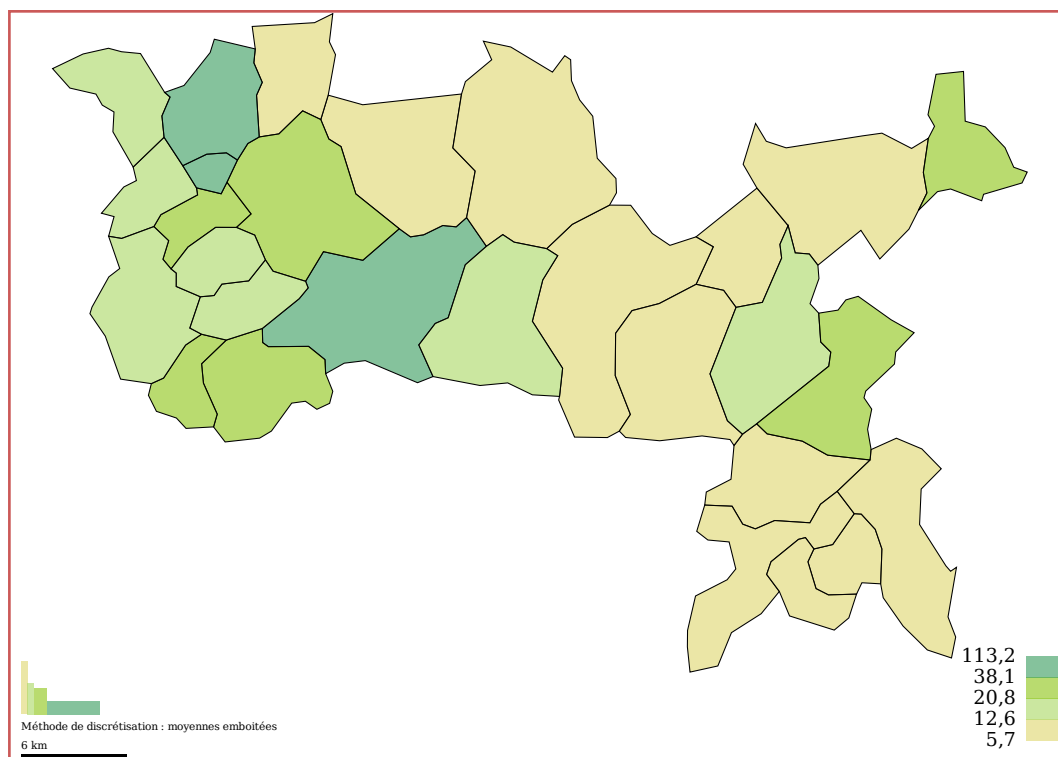 113,2
38,1
20,8
12,6
5,7
Méthode de discrétisation : moyennes emboitées
6 km